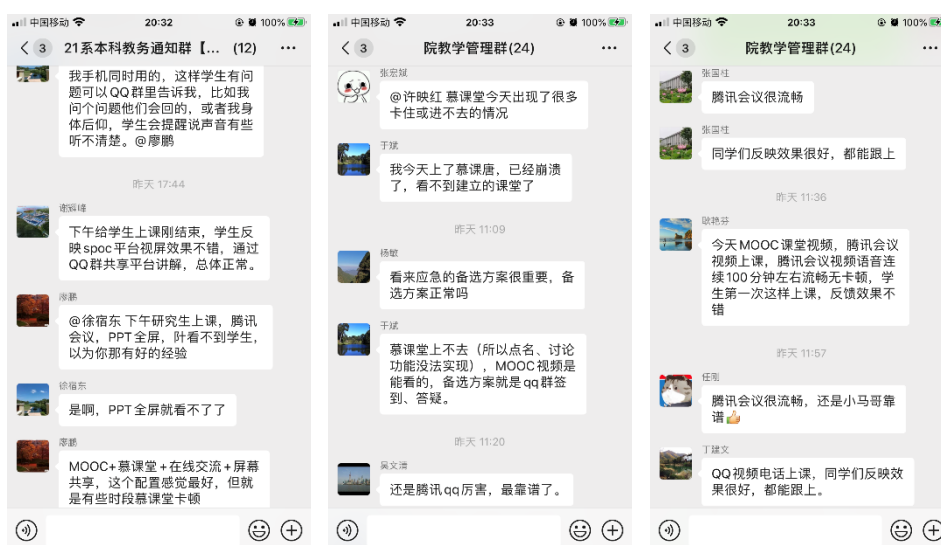 中国移动
20:32
100%
3
21系本科教务通知群【... (12)
我手机同时用的，这样学生有问
题可以QQ群里告诉我，比如我
问个问题他们会回的，或者我身
体后仰，学生会提醒说声音有些
听不清楚。@廖鹏
昨天 17:44
下午给学生上课刚结束，学生反
映spoc平台视屏效果不错，通过
QQ群共享平台讲解，总体正常。
廖鹏
@徐宿东 下午研究生上课，腾讯
会议，PPT全屏，阡看不到学生，
以为你那有好的经验
徐宿东
是啊，PPT全屏就看不了了
廖鹏
MOOC+慕课堂+在线交流+屏幕
共享，这个配置感觉最好，但就
是有些时段慕课堂卡顿
中国移动
20:33
100%
3
院教学管理群(24)
张宏斌
@许映红 慕课堂今天出现了很多
卡住或进不去的情况
于斌
我今天上了慕课唐，已经崩溃
了，看不到建立的课堂了
昨天 11:09
杨敏
看来应急的备选方案很重要，备
选方案正常吗
于斌
慕课堂上不去（所以点名、讨论
功能没法实现），MOOC视频是
能看的，备选方案就是qq群签
到、答疑。
昨天 11:20
吴文清
还是腾讯qq厉害，最靠谱了。
中国移动
20:33
100%
3
院教学管理群(24)
张国柱
腾讯会议很流畅
张国柱
同学们反映效果很好，都能跟上
昨天 11:36
耿艳芬
今天MOOC课堂视频，腾讯会议
视频上课，腾讯会议视频语音连
续100分钟左右流畅无卡顿，学
生第一次这样上课，反馈效果不
错
昨天 11:57
任刚
腾讯会议很流畅，还是小马哥靠
谱👍
丁建文
QQ视频电话上课，同学们反映效
果很好，都能跟上。